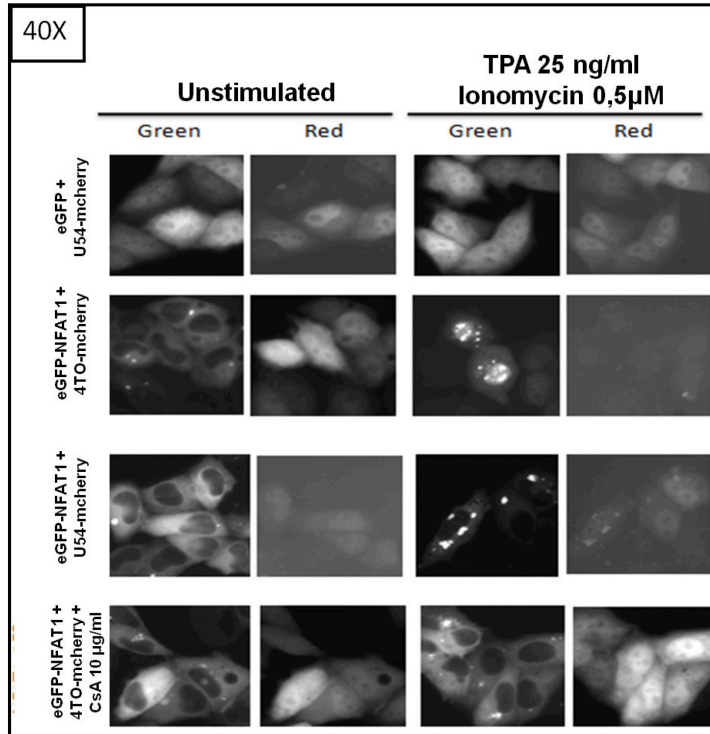 40X
TPA 25 ng/ml
Unstimulated
Ionomycin 0,5µM
Green
Red
Green
Red
eGFP +
U54-mcherry
eGFP-NFAT1 +
4TO-mcherry
eGFP-NFAT1 +
U54-mcherry
eGFP-NFAT1 +
4TO-mcherry +
CsA 10 µg/ml